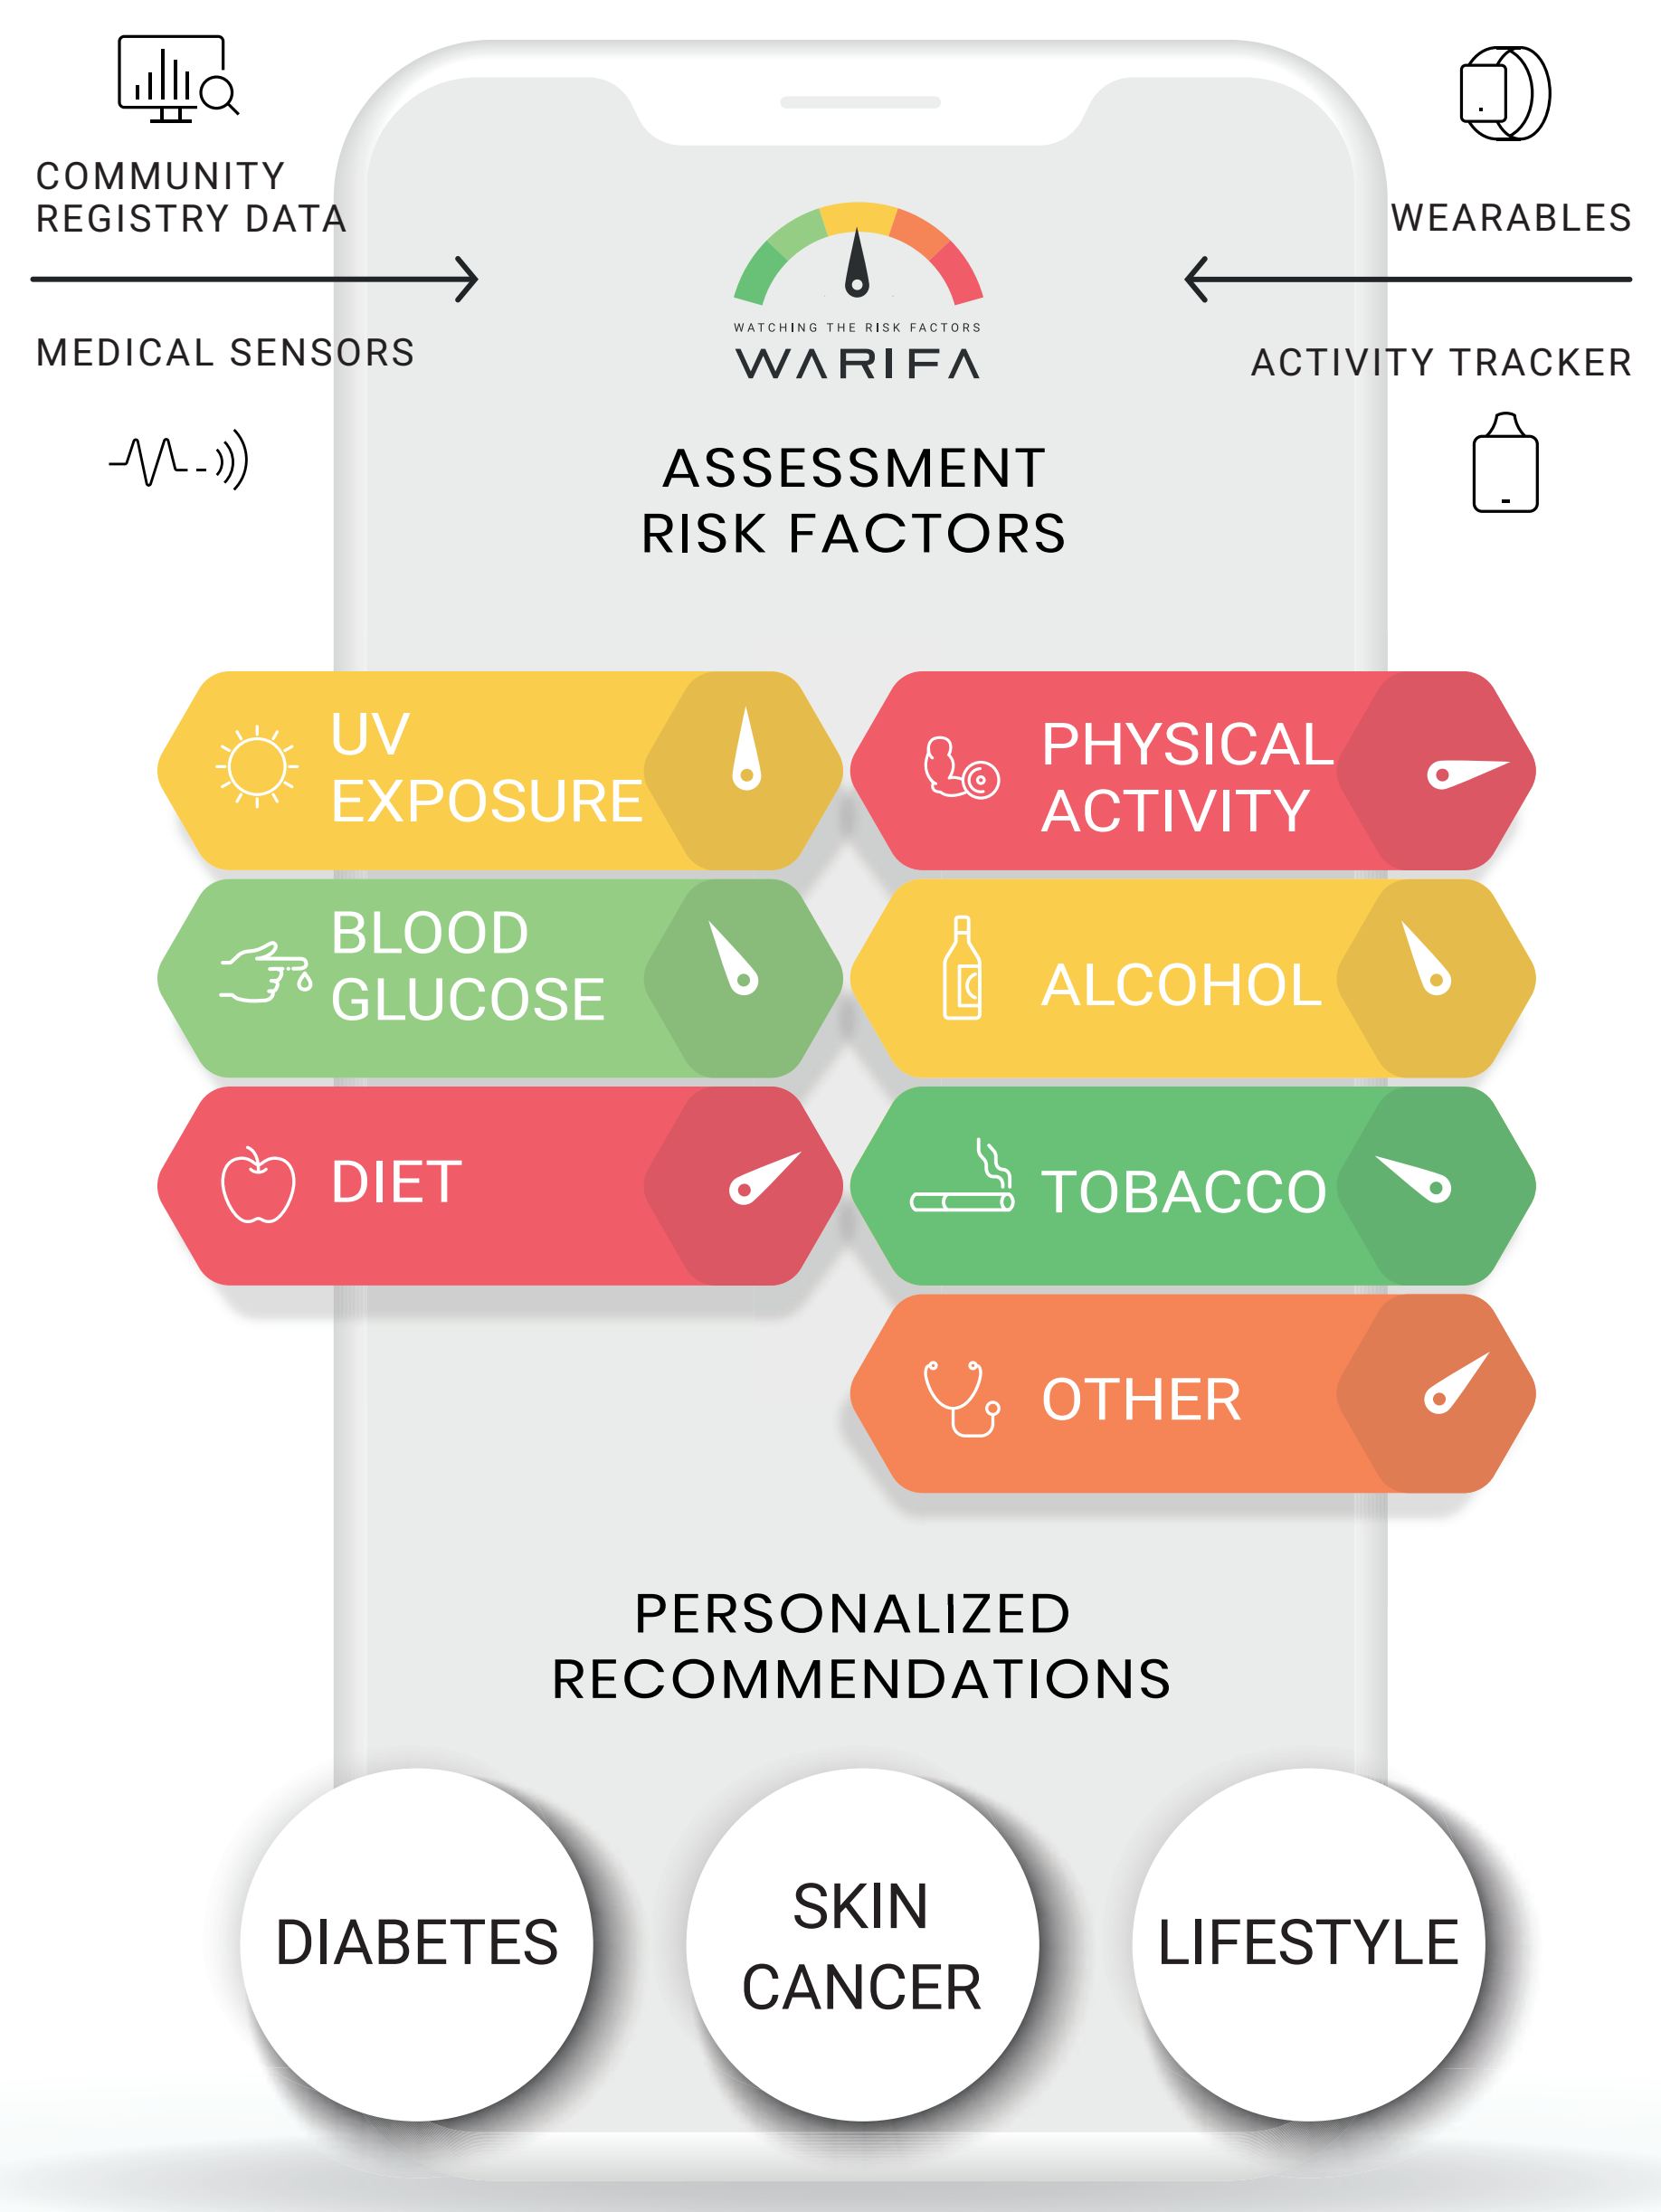 COMMUNITY
REGISTRY DATA
MEDICAL SENSORS
WEARABLES
ACTIVITY TRACKER
WATCHING THE RISK FACTORS
WARIFA
ASSESSMENT
RISK FACTORS
UV
EXPOSURE
PHYSICAL
ACTIVITY
BLOOD
GLUCOSE
ALCOHOL
DIET
TOBACCO
OTHER
PERSONALIZED
RECOMMENDATIONS
DIABETES
SKIN
CANCER
LIFESTYLE